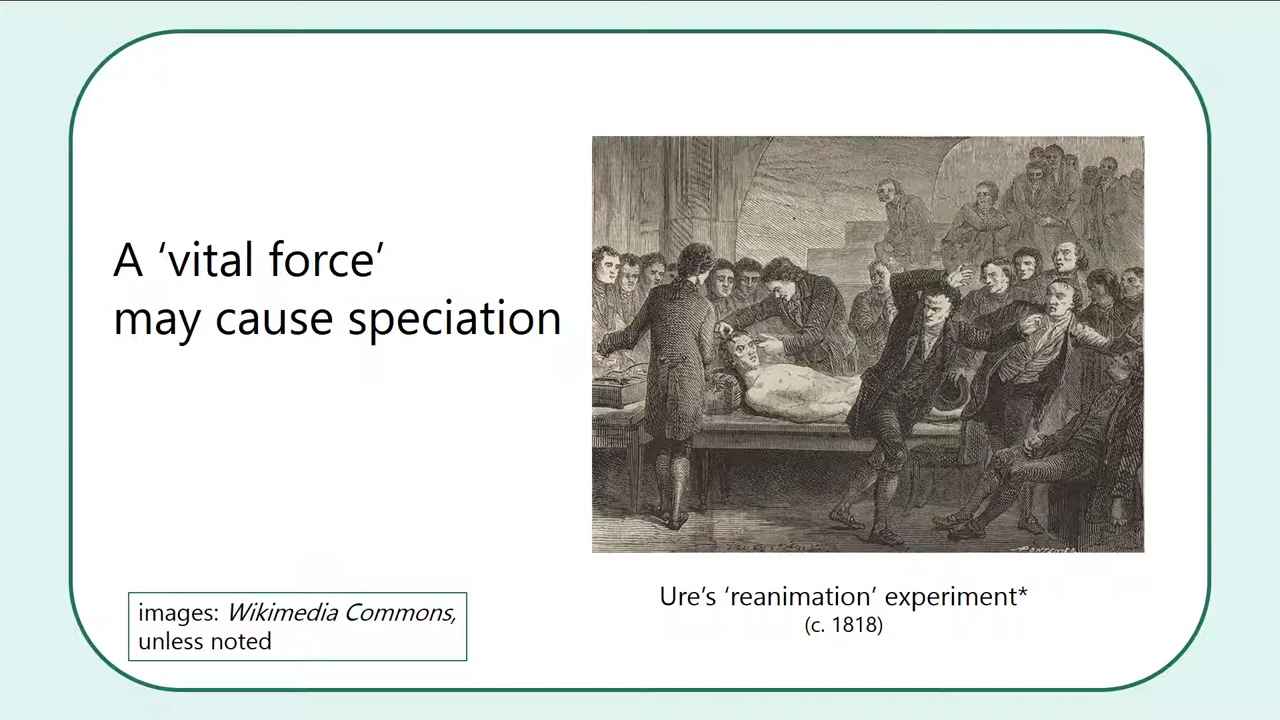 A ‘vital force’
may cause speciation
images: Wikimedia Commons,
unless noted
Ure’s ‘reanimation’ experiment*
(c. 1818)